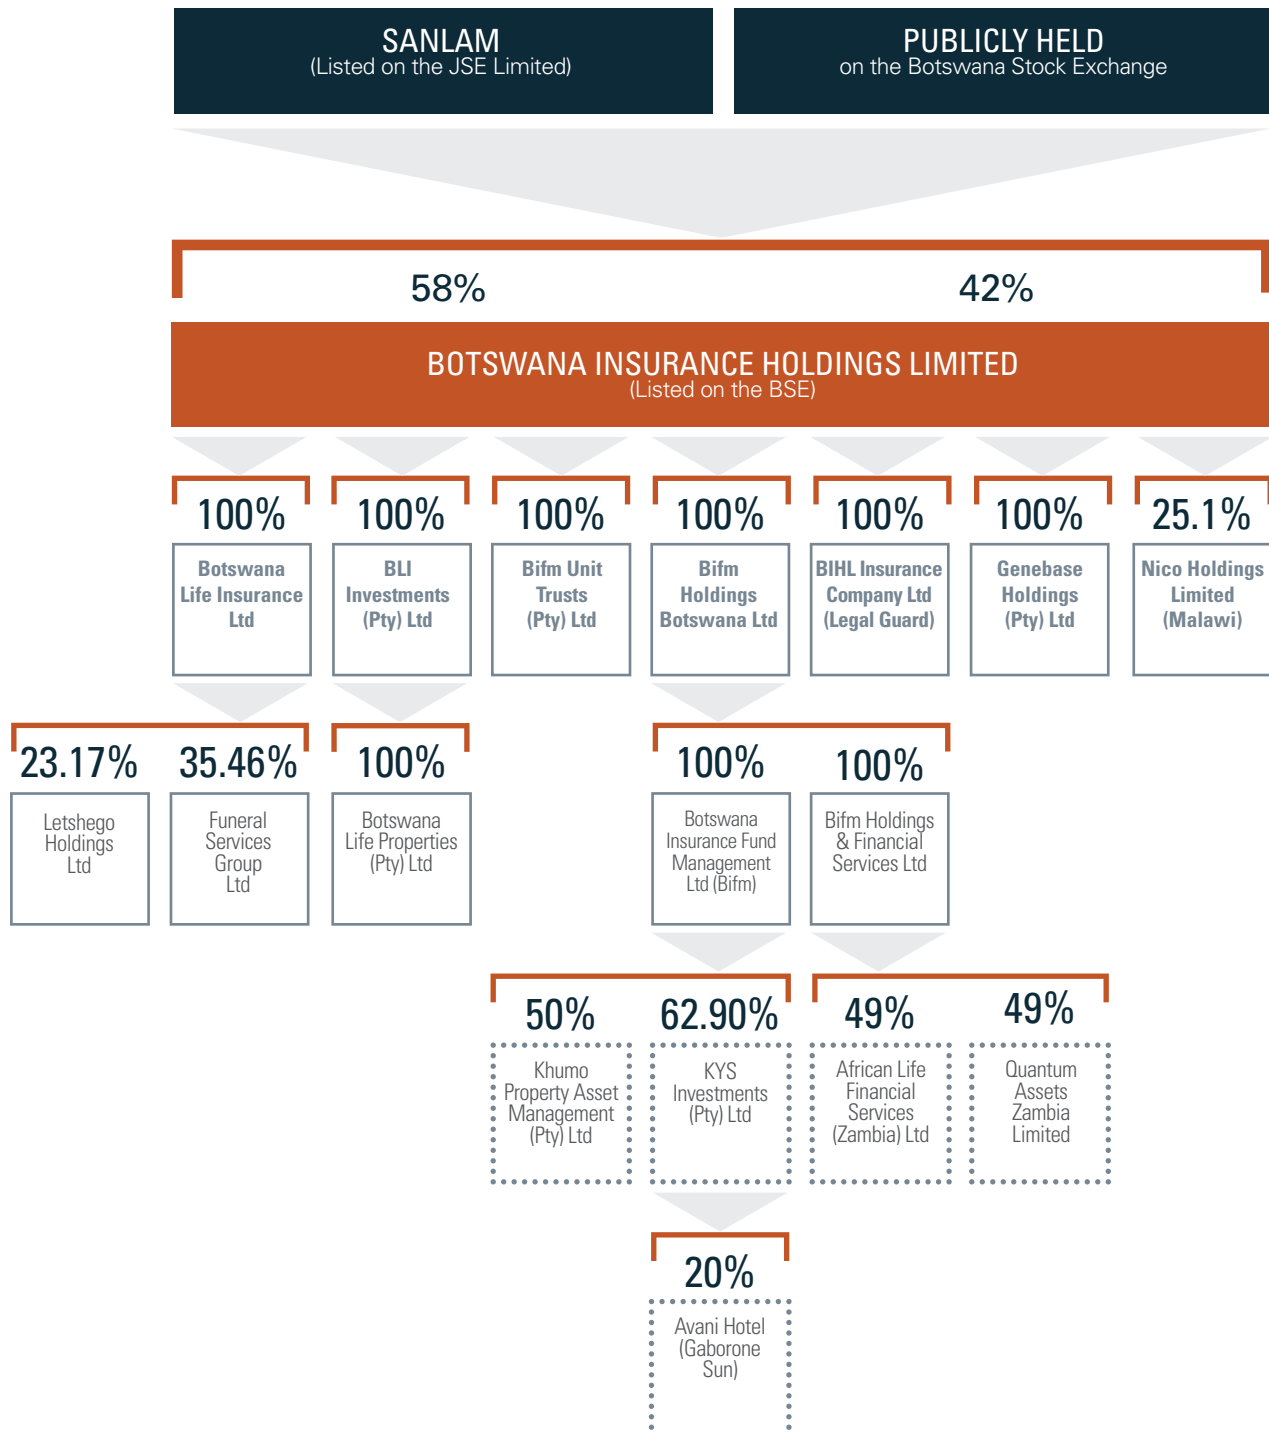 SANLAM
(Listed on the JSE Limited)
PUBLICLY HELD
on the Botswana Stock Exchange
58%
42%
BOTSWANA INSURANCE HOLDINGS LIMITED
(Listed on the BSE)
100%
Botswana
Life Insurance
Ltd
100%
BLI
Investments
(Pty) Ltd
100%
Bifm Unit
Trusts
(Pty) Ltd
100%
Bifm
Holdings
Botswana Ltd
100%
BIHL Insurance
Company Ltd
(Legal Guard)
100%
Genebase
Holdings
(Pty) Ltd
25.1%
Nico Holdings
Limited
(Malawi)
23.17%
Letshego
Holdings
Ltd
35.46%
Funeral
Services
Group
Ltd
100%
Botswana
Life Properties
(Pty) Ltd
100%
Botswana
Insurance Fund
Management
Ltd (Bifm)
100%
Bifm Holdings
& Financial
Services Ltd
50%
Khumo
Property Asset
Management
(Pty) Ltd
62.90%
KYS
Investments
(Pty) Ltd
49%
African Life
Financial
Services
(Zambia) Ltd
49%
Quantum
Assets
Zambia
Limited
20%
Avani Hotel
(Gaborone
Sun)